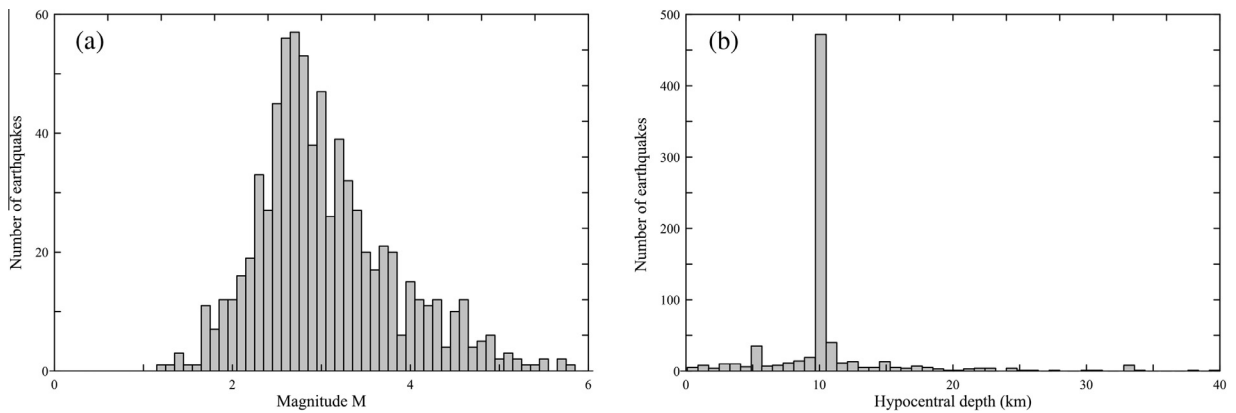 (a)
60
40
20
0
Number of earthquakes
0 2 4 6
Magnitude M
(b)
500
400
300
200
100
0
Number of earthquakes
0 10 20 30 40
Hypocentral depth (km)